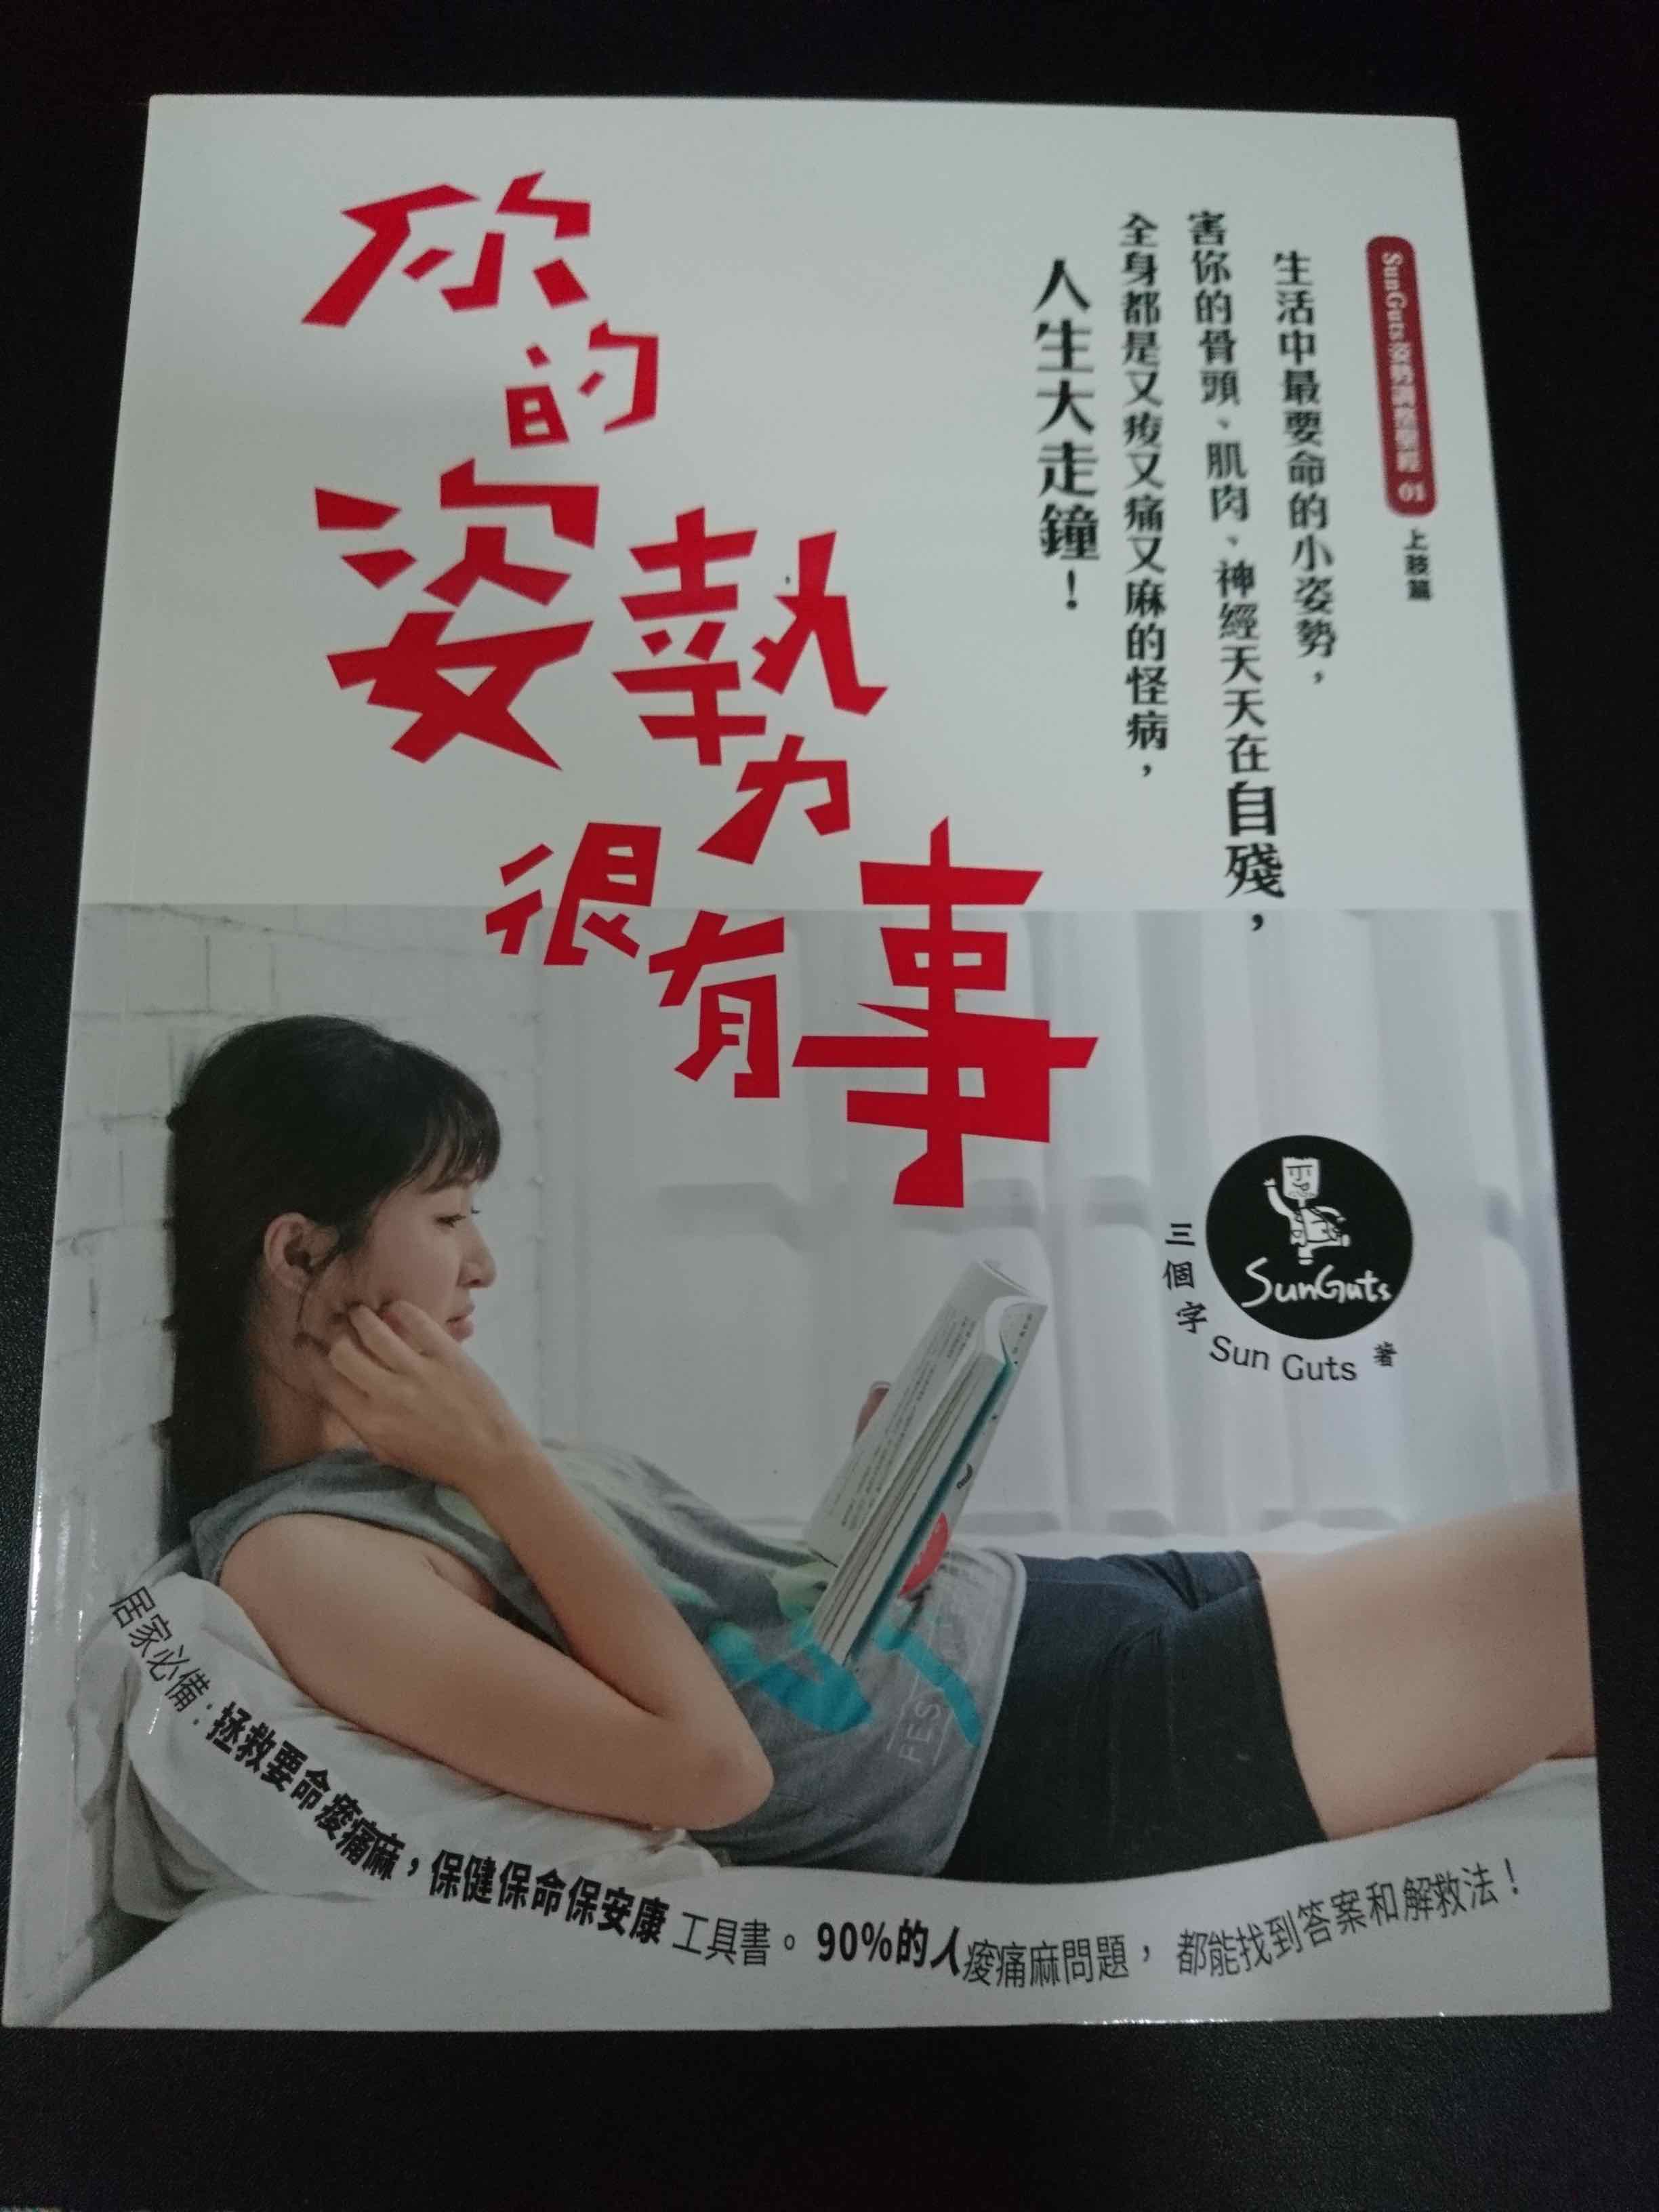 SunGuts姿勢調整聖經 01
上肢篇
生活中最要命的小姿勢，
害你的骨頭、肌肉、神經天天在自殘，
全身都是又痠又痛又麻的怪病，
人生大走鐘！
你的姿勢很有事
SunGuts
三個字
Sun Guts 著
FEST
居家必備：拯救要命痠痛麻，保健保命保安康 工具書。90%的人痠痛麻問題，都能找到答案和解救法！